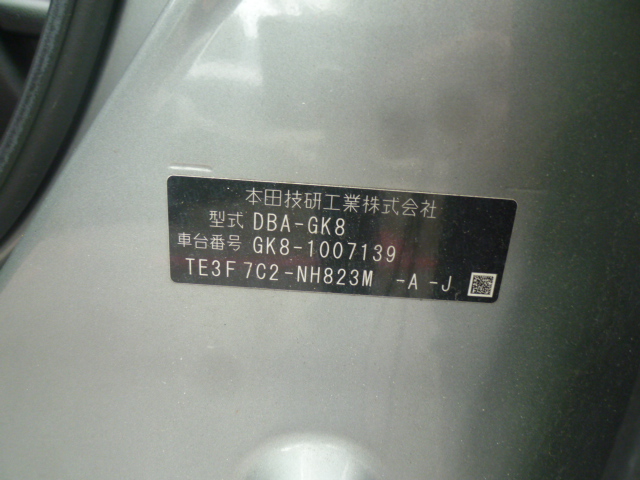 本田技研工業株式会社
型式 DBA-GK8
車台番号 GK8-1007139
TE3F7C2-NH823M -A -J